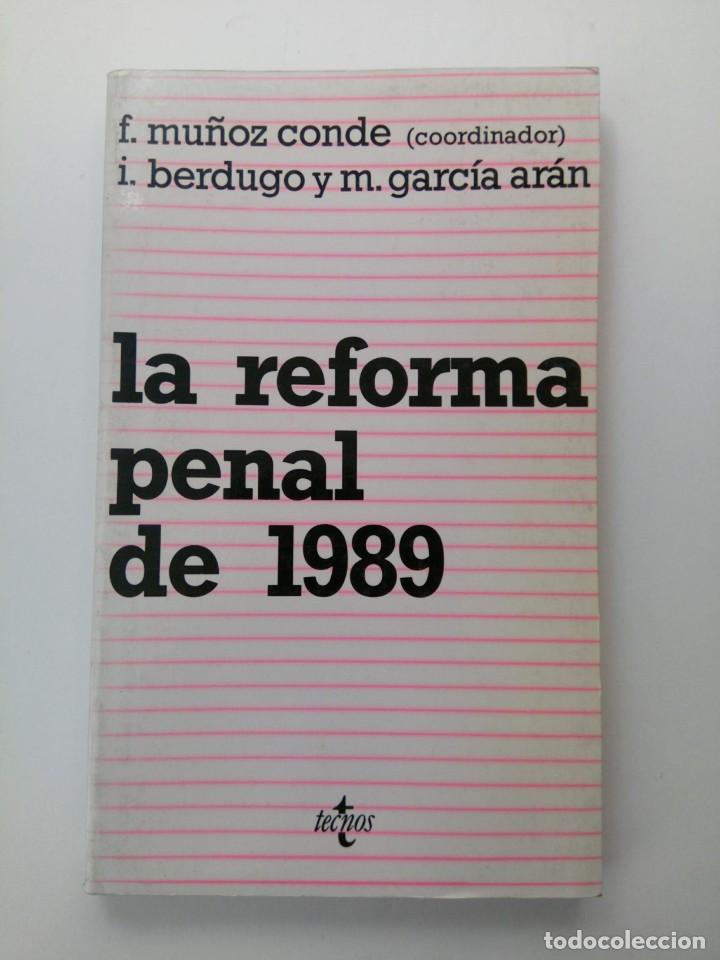 f. muñoz conde (coordinador)
i. berdugo y m. garcía arán
la reforma
penal
de 1989
tecnos
todocoleccion